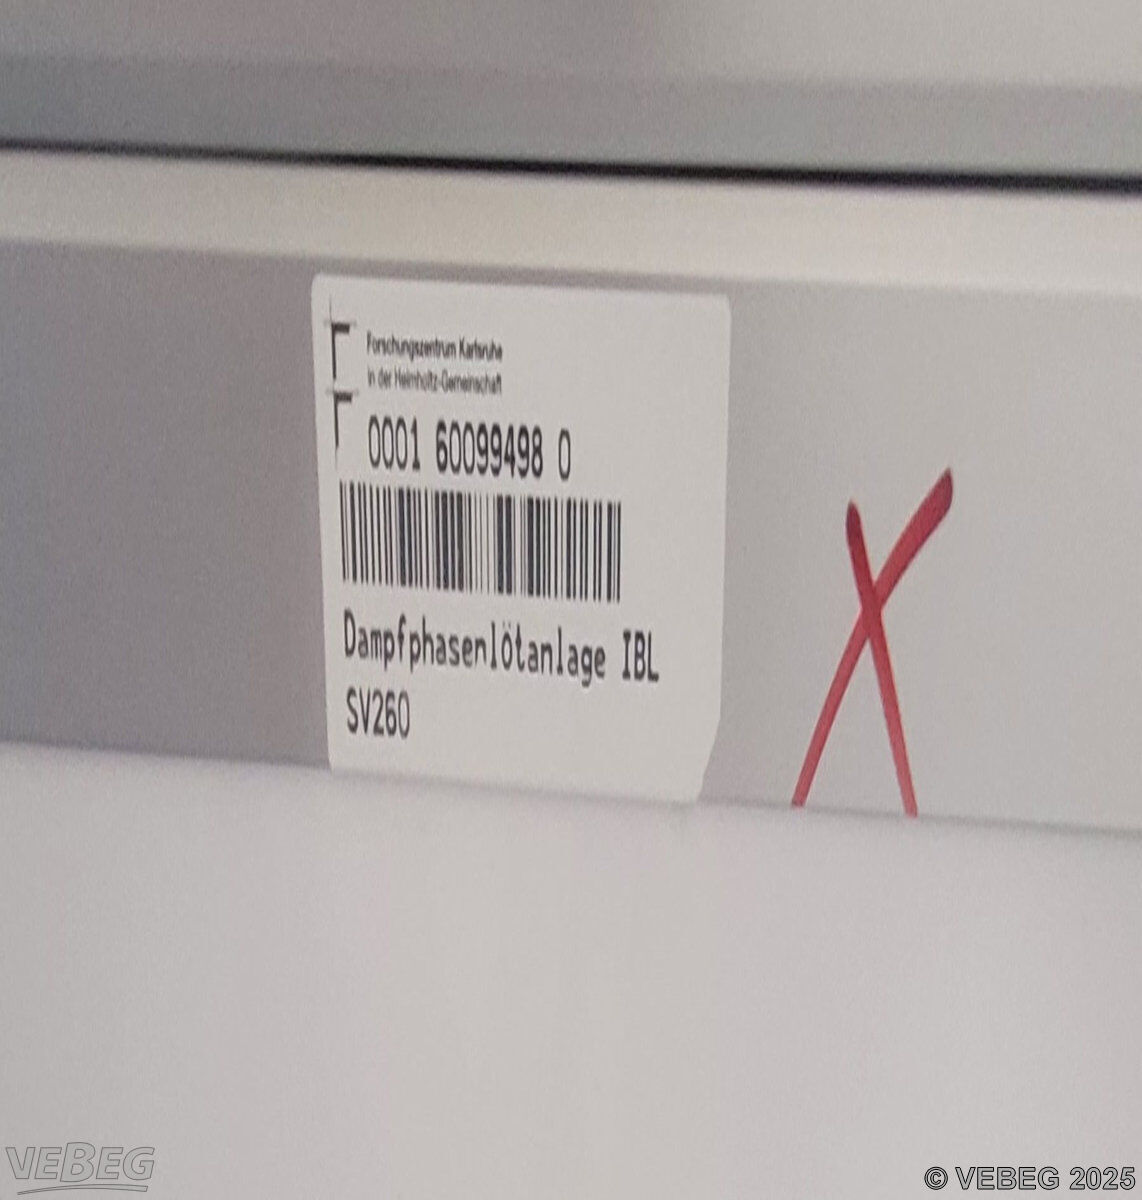 Forschungszentrum Karlsruhe
in der Helmholtz-Gemeinschaft
0001 60099498 0
Dampfphasenlötanlage IBL
SV260
VEBEG
© VEBEG 2025